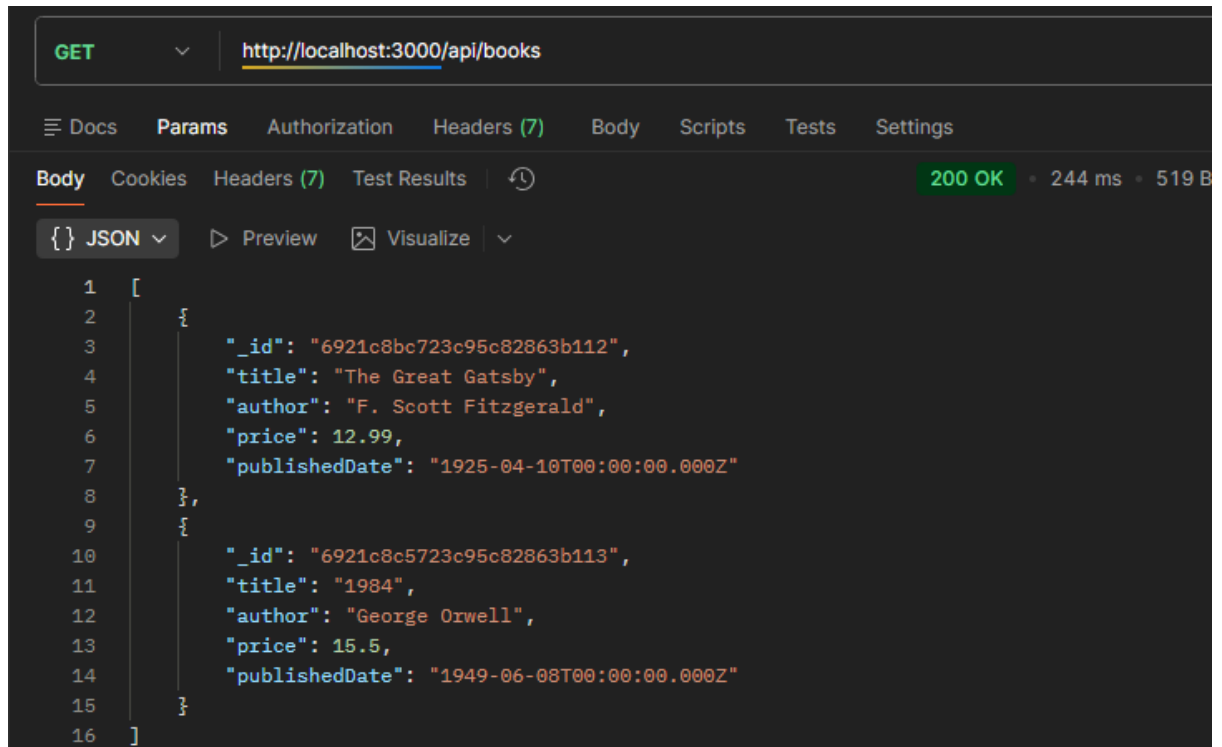 GET http://localhost:3000/api/books
Docs Params Authorization Headers (7) Body Scripts Tests Settings
Body Cookies Headers (7) Test Results 200 OK • 244 ms • 519 B
{} JSON Preview Visualize
1 [
2 {
3 "_id": "6921c8bc723c95c82863b112",
4 "title": "The Great Gatsby",
5 "author": "F. Scott Fitzgerald",
6 "price": 12.99,
7 "publishedDate": "1925-04-10T00:00:00.000Z"
8 },
9 {
10 "_id": "6921c8c5723c95c82863b113",
11 "title": "1984",
12 "author": "George Orwell",
13 "price": 15.5,
14 "publishedDate": "1949-06-08T00:00:00.000Z"
15 }
16 ]